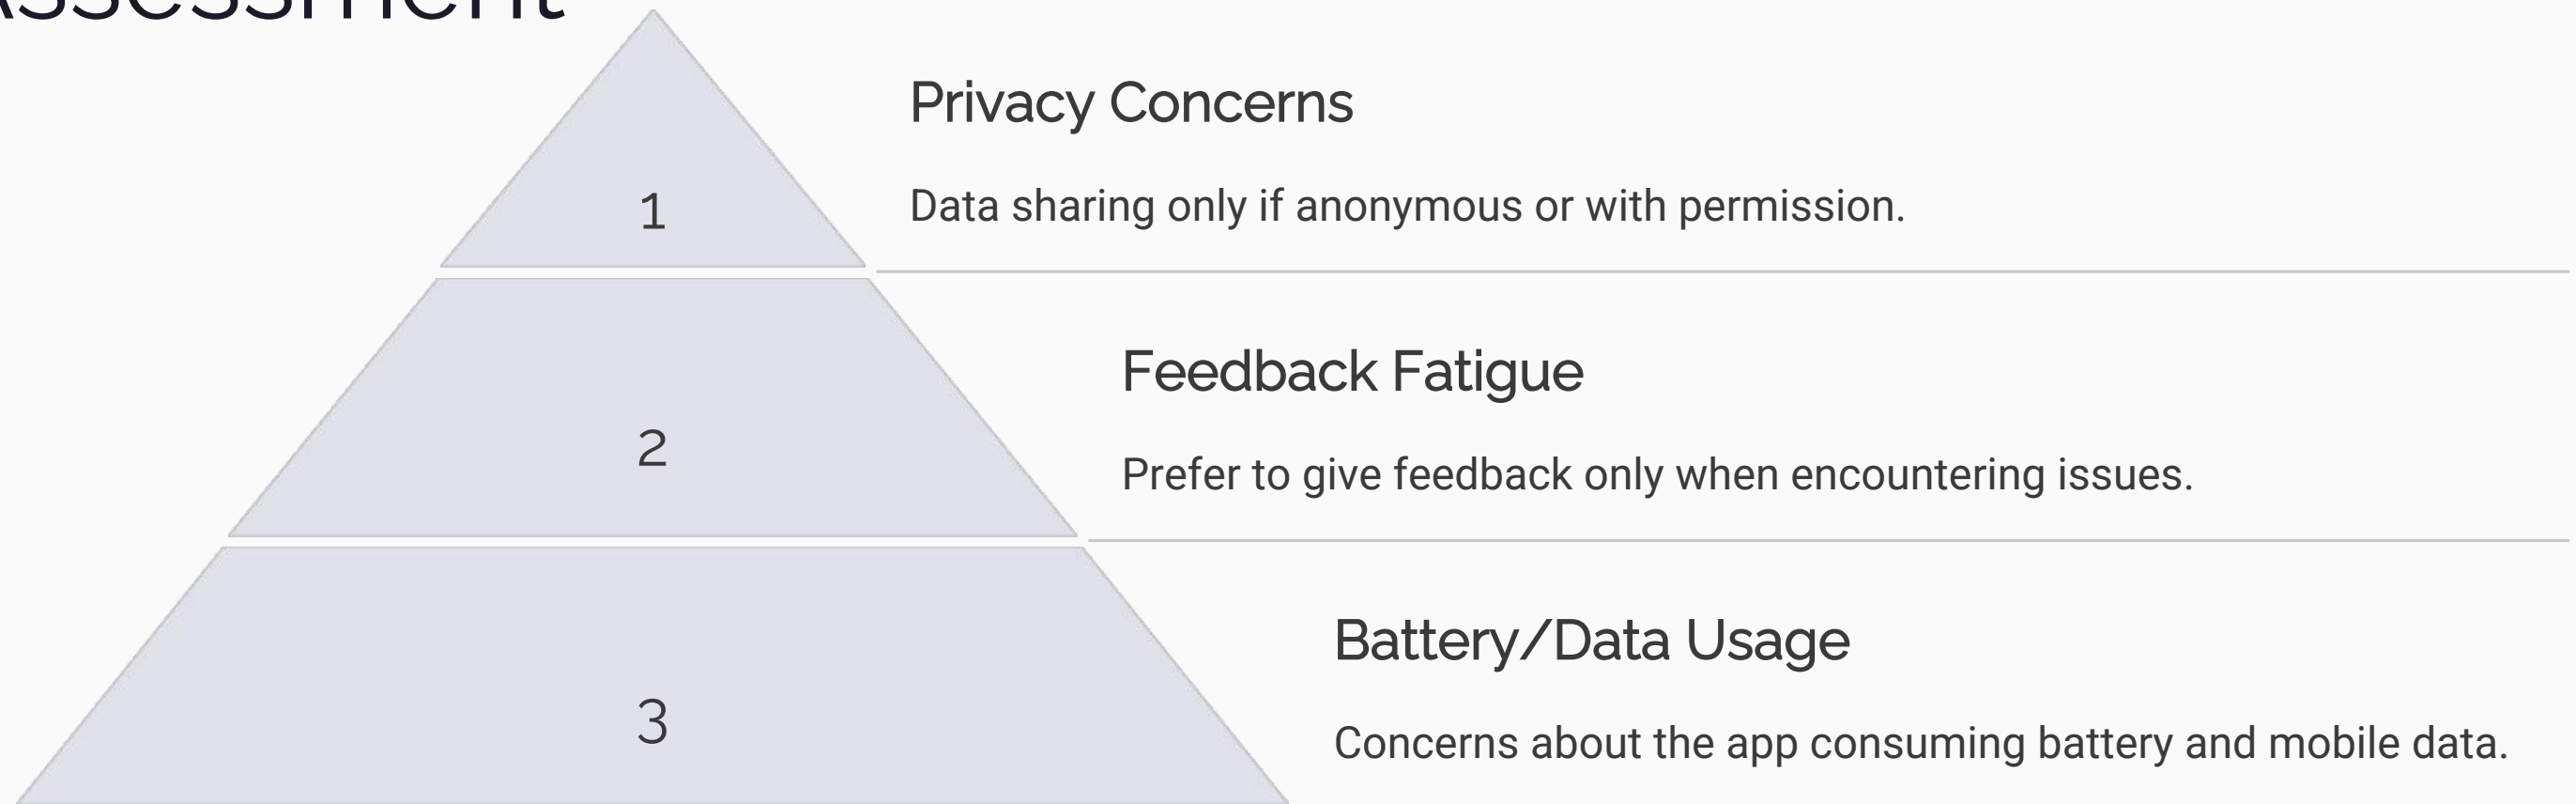 Assessment
1
Privacy Concerns
Data sharing only if anonymous or with permission.
2
Feedback Fatigue
Prefer to give feedback only when encountering issues.
3
Battery/Data Usage
Concerns about the app consuming battery and mobile data.